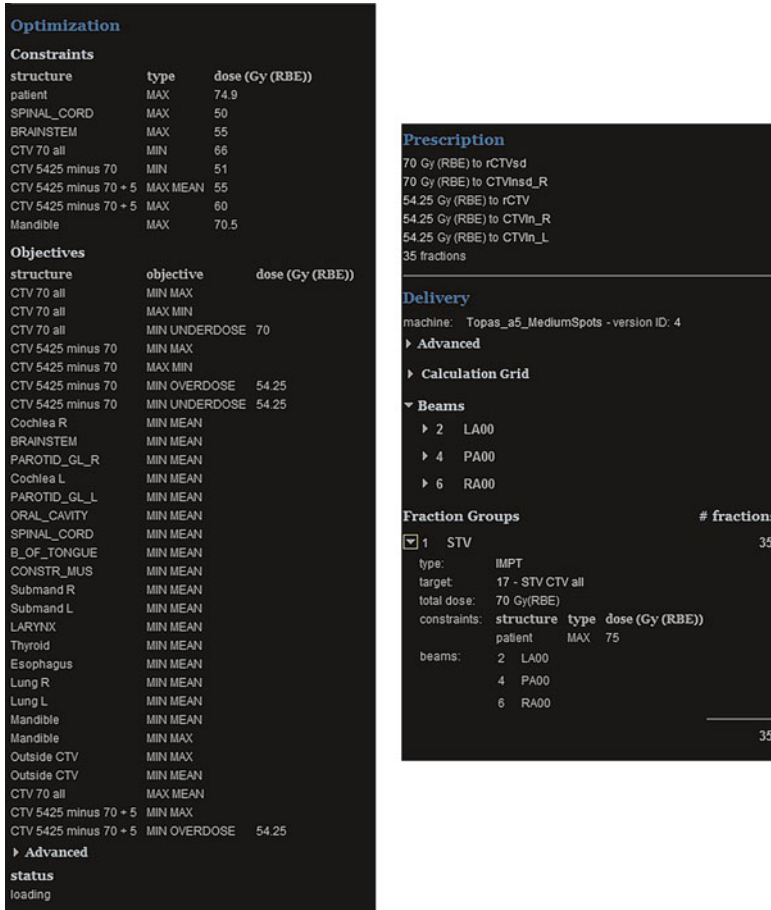 Optimization
Constraints
structure type dose (Gy (RBE))
patient MAX 74.9
SPINAL_CORD MAX 50
BRAINSTEM MAX 55
CTV 70 all MIN 66
CTV 5425 minus 70 MIN 51
CTV 5425 minus 70 + 5 MAX MEAN 55
CTV 5425 minus 70 + 5 MAX 60
Mandible MAX 70.5
Objectives
structure objective dose (Gy (RBE))
CTV 70 all MIN MAX
CTV 70 all MAX MIN
CTV 70 all MIN UNDERDOSE 70
CTV 5425 minus 70 MIN MAX
CTV 5425 minus 70 MAX MIN
CTV 5425 minus 70 MIN OVERDOSE 54.25
CTV 5425 minus 70 MIN UNDERDOSE 54.25
Cochlea R MIN MEAN
BRAINSTEM MIN MEAN
PAROTID_GL_R MIN MEAN
Cochlea L MIN MEAN
PAROTID_GL_L MIN MEAN
ORAL_CAVITY MIN MEAN
SPINAL_CORD MIN MEAN
B_OF_TONGUE MIN MEAN
CONSTR_MUS MIN MEAN
Submand R MIN MEAN
Submand L MIN MEAN
LARYNX MIN MEAN
Thyroid MIN MEAN
Esophagus MIN MEAN
Lung R MIN MEAN
Lung L MIN MEAN
Mandible MIN MEAN
Mandible MIN MAX
Outside CTV MIN MAX
Outside CTV MIN MEAN
CTV 70 all MAX MEAN
CTV 5425 minus 70 + 5 MIN MAX
CTV 5425 minus 70 + 5 MIN OVERDOSE 54.25
Advanced
status
loading
Prescription
70 Gy (RBE) to rCTVsd
70 Gy (RBE) to CTVlnsd_R
54.25 Gy (RBE) to rCTV
54.25 Gy (RBE) to CTVln_R
54.25 Gy (RBE) to CTVln_L
35 fractions
Delivery
machine: Topas_a5_MediumSpots - version ID: 4
Advanced
Calculation Grid
Beams
2 LA00
4 PA00
6 RA00
Fraction Groups # fractions
1 STV 35
type: IMPT
target: 17 - STV CTV all
total dose: 70 Gy(RBE)
constraints: structure type dose (Gy (RBE))
patient MAX 75
beams: 2 LA00
4 PA00
6 RA00
35